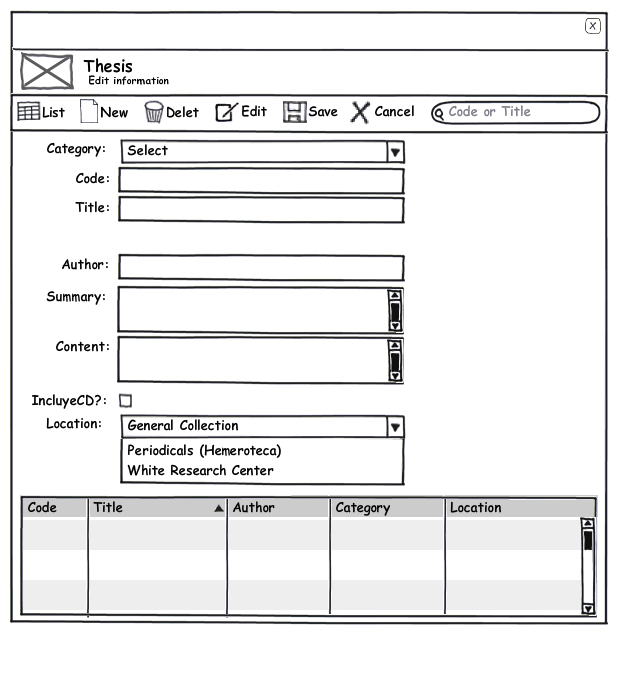 X
Thesis
Edit information
List New Delet Edit Save Cancel Code or Title
Category: Select
Code:
Title:
Author:
Summary:
Content:
IncluyeCD?:
Location: General Collection
Periodicals (Hemeroteca)
White Research Center
Code Title Author Category Location